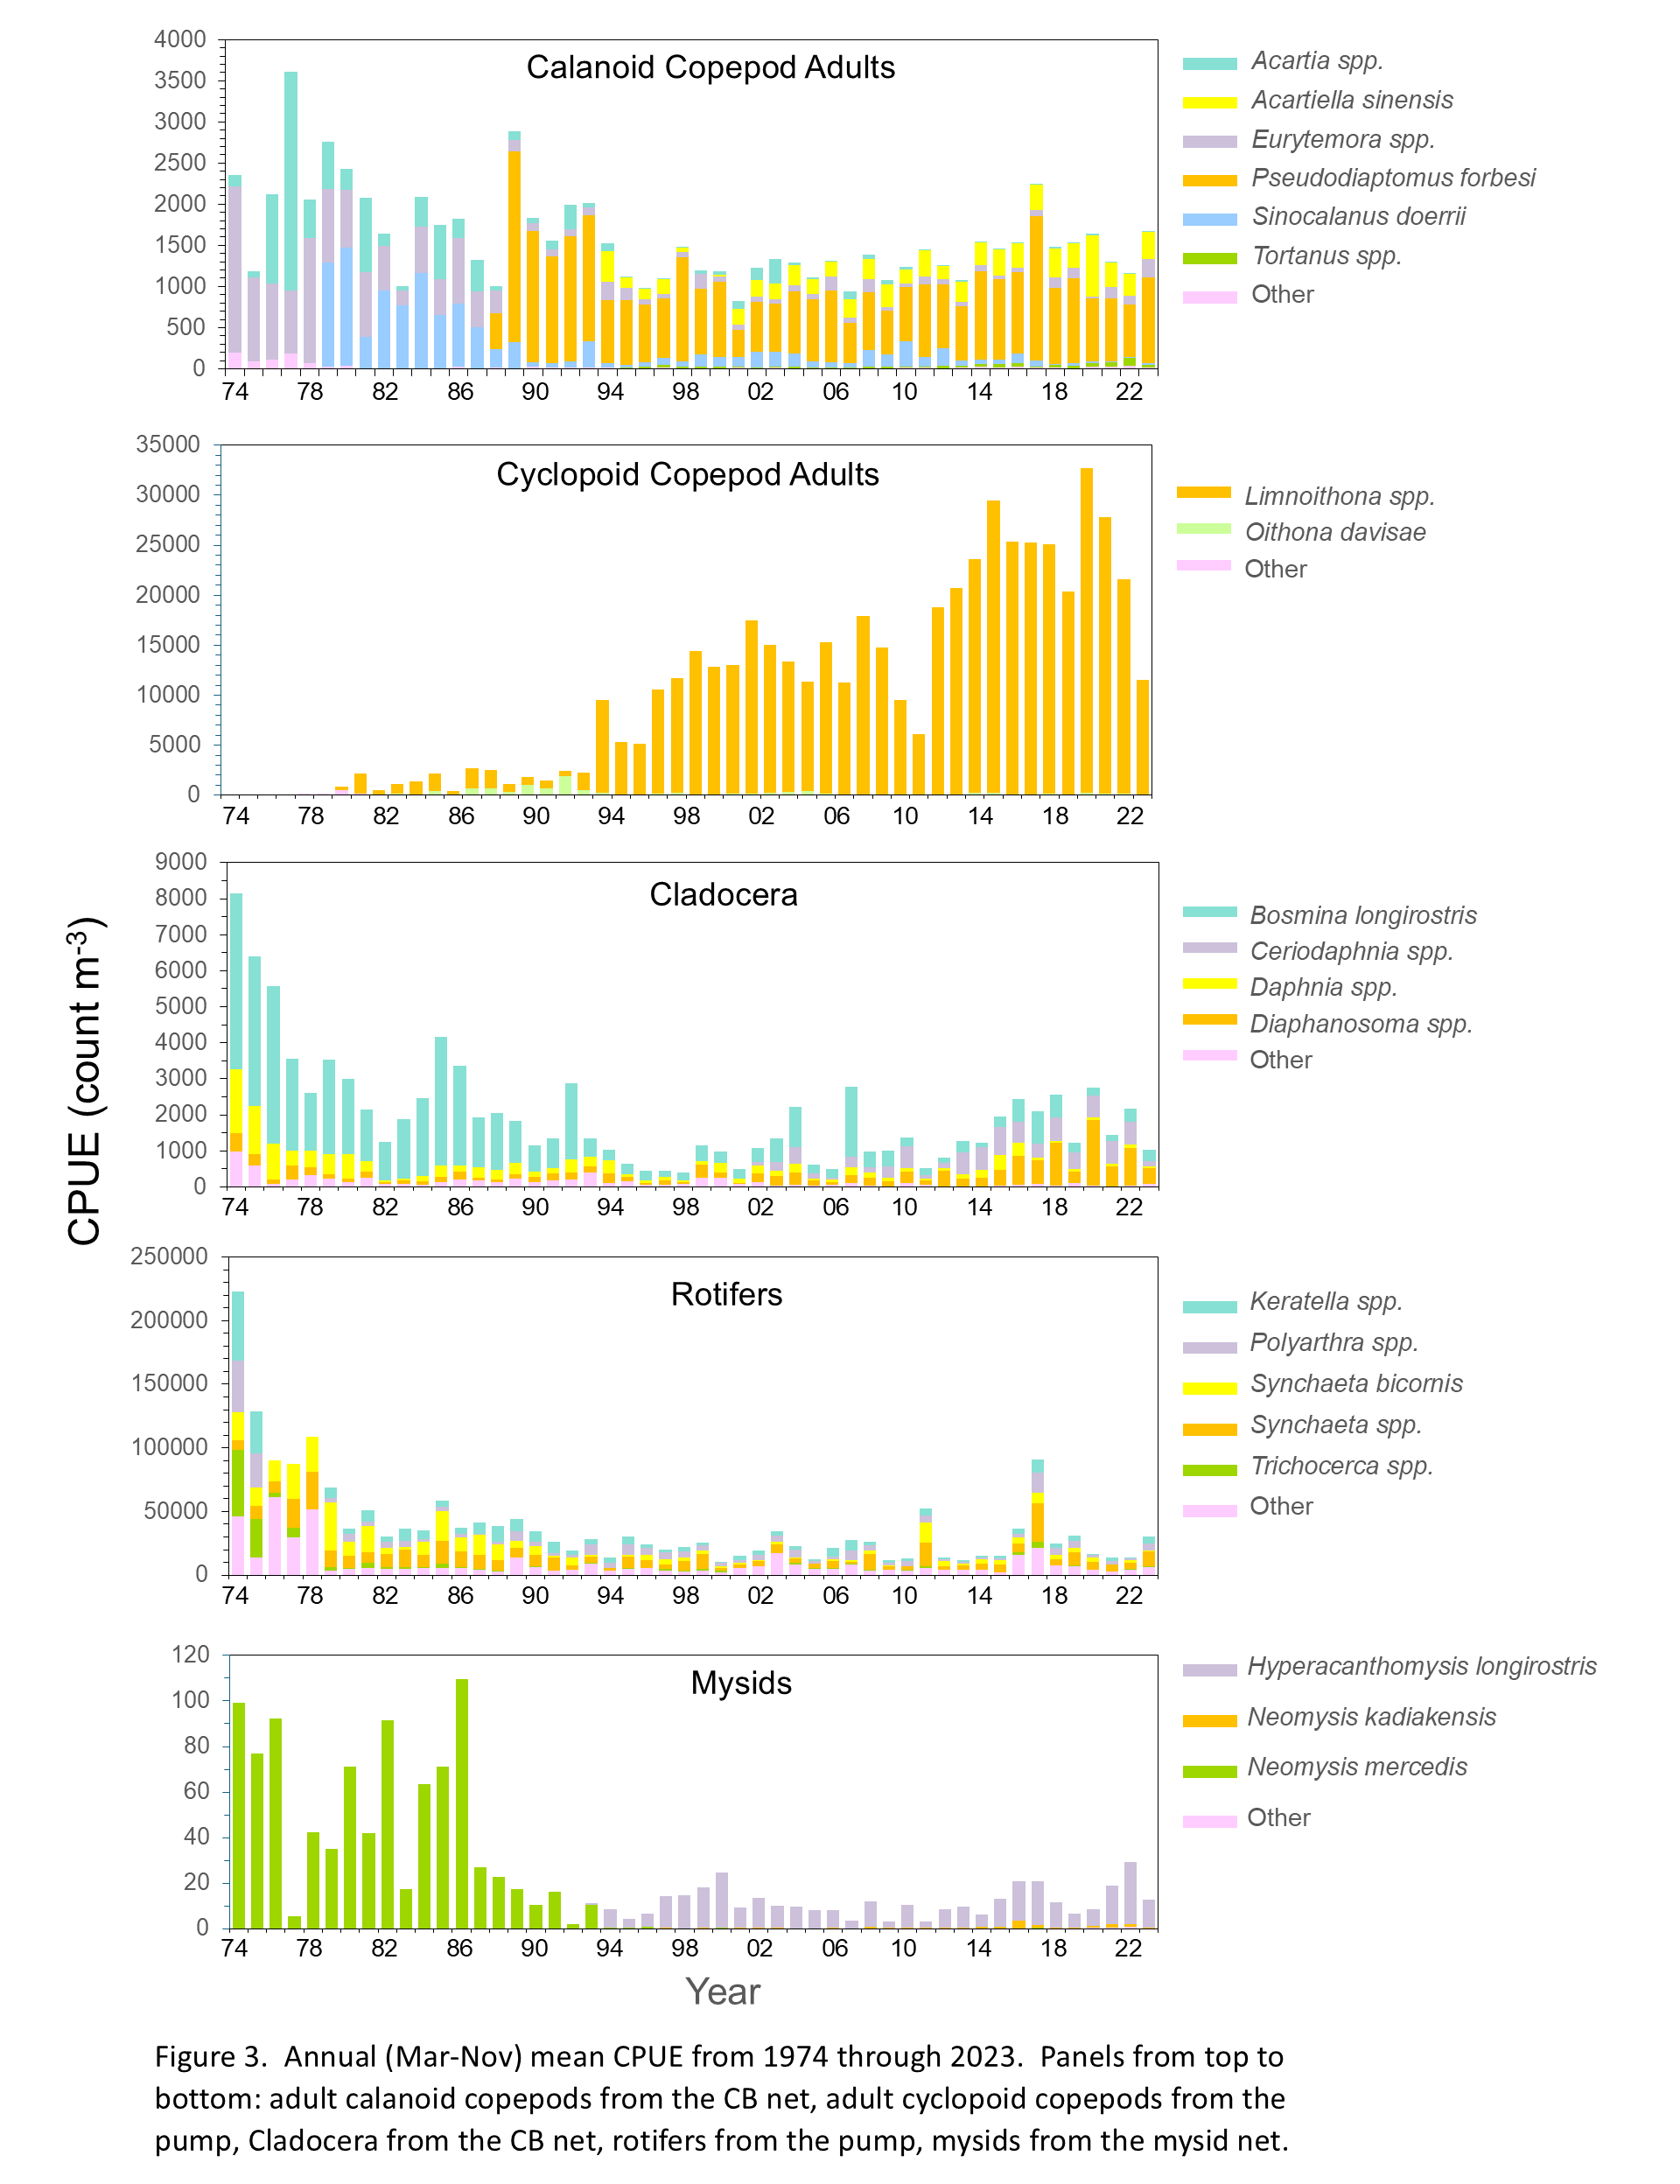 Calanoid Copepod Adults
4000
3500
3000
2500
2000
1500
1000
500
0
74 78 82 86 90 94 98 02 06 10 14 18 22
Acartia spp.
Acartiella sinensis
Eurytemora spp.
Pseudodiaptomus forbesi
Sinocalanus doerrii
Tortanus spp.
Other
Cyclopoid Copepod Adults
35000
30000
25000
20000
15000
10000
5000
0
74 78 82 86 90 94 98 02 06 10 14 18 22
Limnoithona spp.
Oithona davisae
Other
CPUE (count m-3)
Cladocera
9000
8000
7000
6000
5000
4000
3000
2000
1000
0
74 78 82 86 90 94 98 02 06 10 14 18 22
Bosmina longirostris
Ceriodaphnia spp.
Daphnia spp.
Diaphanosoma spp.
Other
Rotifers
250000
200000
150000
100000
50000
0
74 78 82 86 90 94 98 02 06 10 14 18 22
Keratella spp.
Polyarthra spp.
Synchaeta bicornis
Synchaeta spp.
Trichocerca spp.
Other
Mysids
120
100
80
60
40
20
0
74 78 82 86 90 94 98 02 06 10 14 18 22
Hyperacanthomysis longirostris
Neomysis kadiakensis
Neomysis mercedis
Other
Year
Figure 3.  Annual (Mar-Nov) mean CPUE from 1974 through 2023.  Panels from top to
bottom: adult calanoid copepods from the CB net, adult cyclopoid copepods from the
pump, Cladocera from the CB net, rotifers from the pump, mysids from the mysid net.